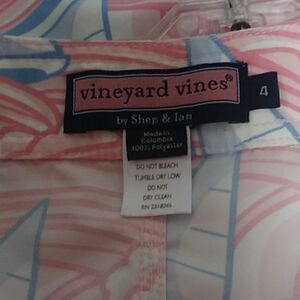 vineyard vines®
4
by Shep & Ian
Made in
Colombia
100% Polyester
DO NOT BLEACH
TUMBLE DRY LOW
DO NOT
DRY CLEAN